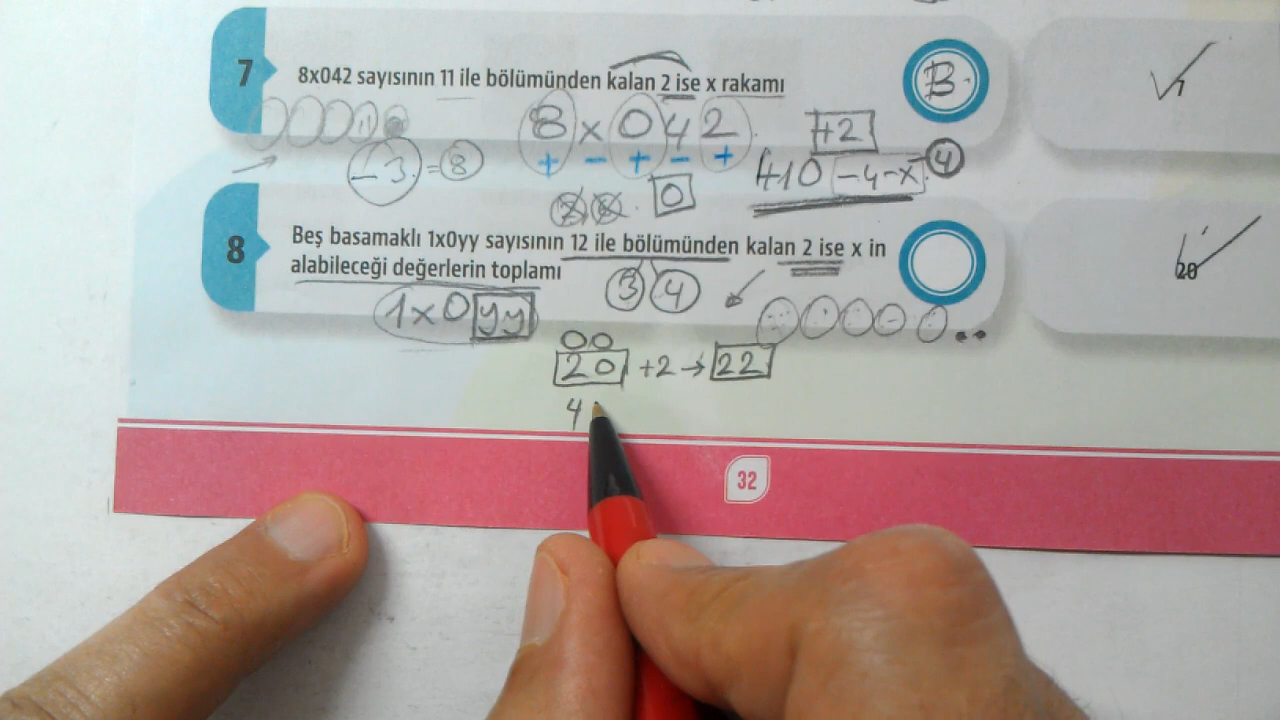 7
8x042 sayısının 11 ile bölümünden kalan 2 ise x rakamı
B
8 x 0 4 2
+ - + - +
+2
-3 = 8
+10 -4-x
4
0
8
Beş basamaklı 1x0yy sayısının 12 ile bölümünden kalan 2 ise x in
alabileceği değerlerin toplamı
3 4
20
1x0yy
00
20 +2 → 22
4
32